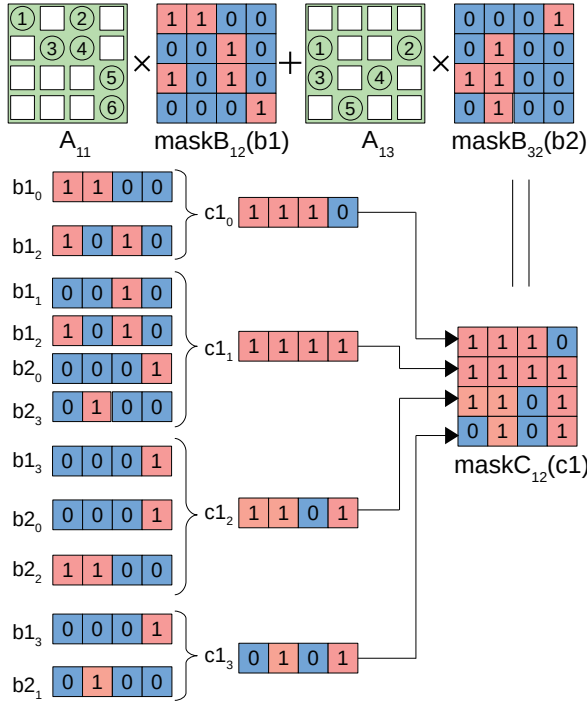 1 2 3 4 5 6
×
1 1 0 0
0 0 1 0
1 0 1 0
0 0 0 1
+
1 2 3 4 5
×
0 0 0 1
0 1 0 0
1 1 0 0
0 1 0 0
A11
maskB12(b1)
A13
maskB32(b2)
b10 1 1 0 0
b12 1 0 1 0
c10 1 1 1 0
b11 0 0 1 0
b12 1 0 1 0
b20 0 0 0 1
b23 0 1 0 0
c11 1 1 1 1
b13 0 0 0 1
b20 0 0 0 1
b22 1 1 0 0
c12 1 1 0 1
b13 0 0 0 1
b21 0 1 0 0
c13 0 1 0 1
1 1 1 0
1 1 1 1
1 1 0 1
0 1 0 1
maskC12(c1)